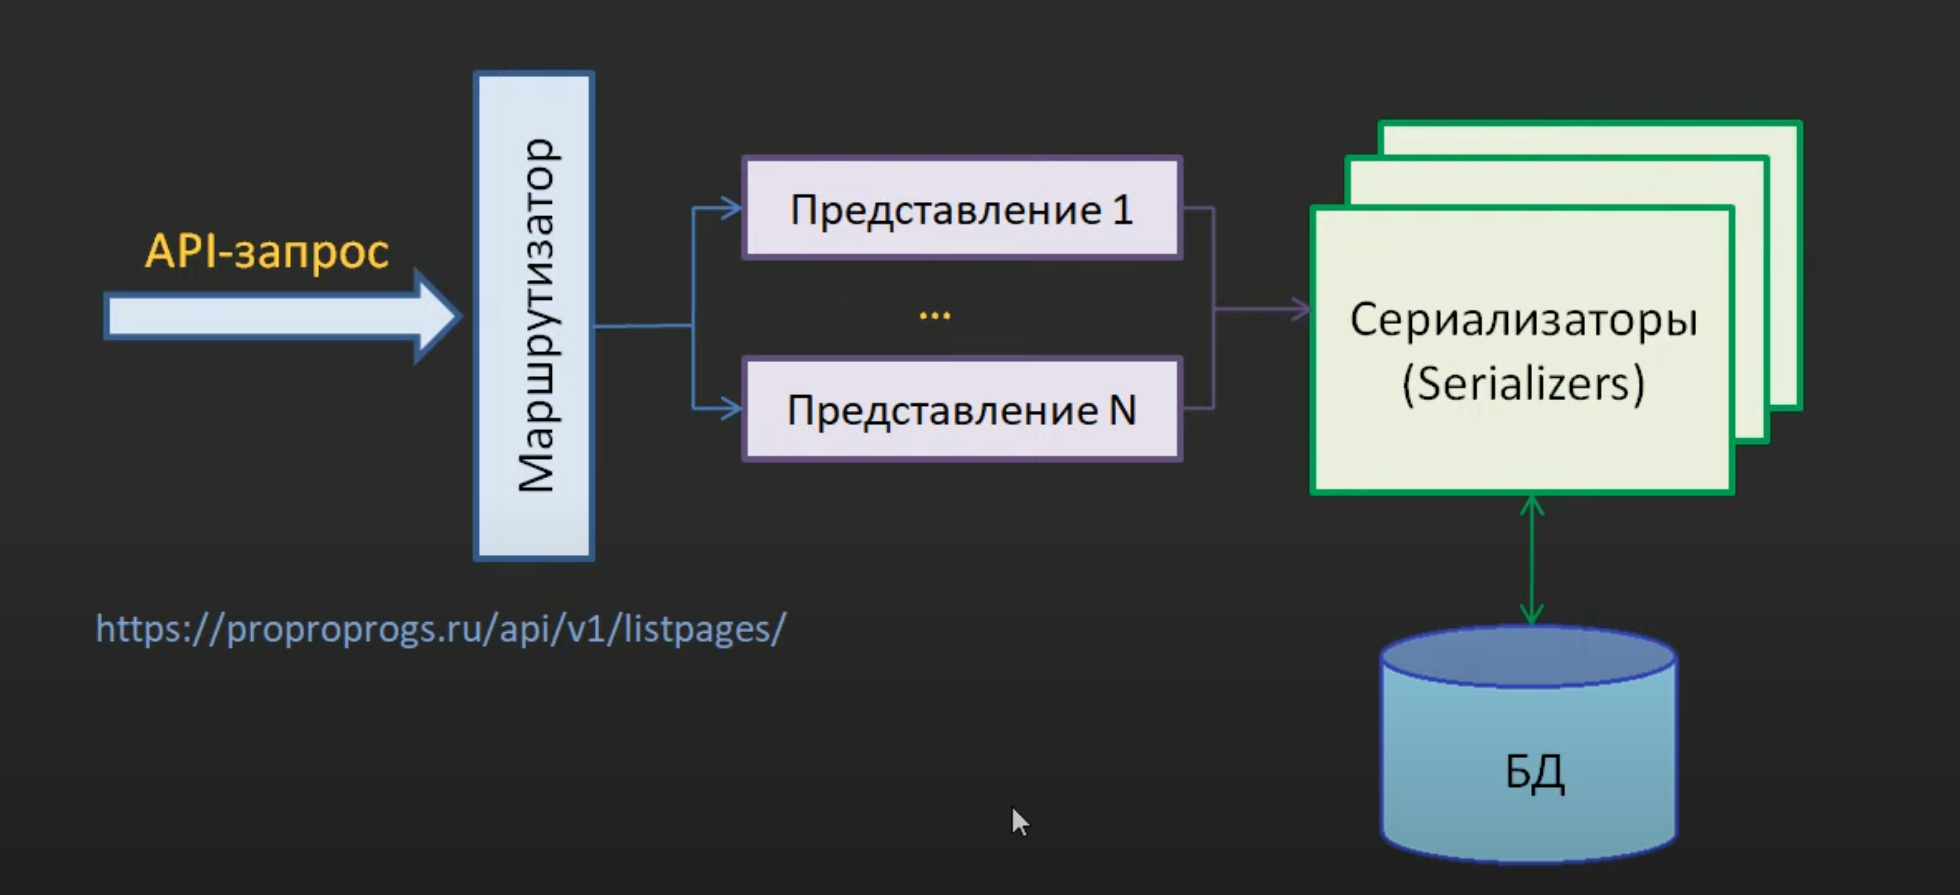 API-запрос
Маршрутизатор
Представление 1
...
Представление N
Сериализаторы
(Serializers)
БД
https://proproprogs.ru/api/v1/listpages/